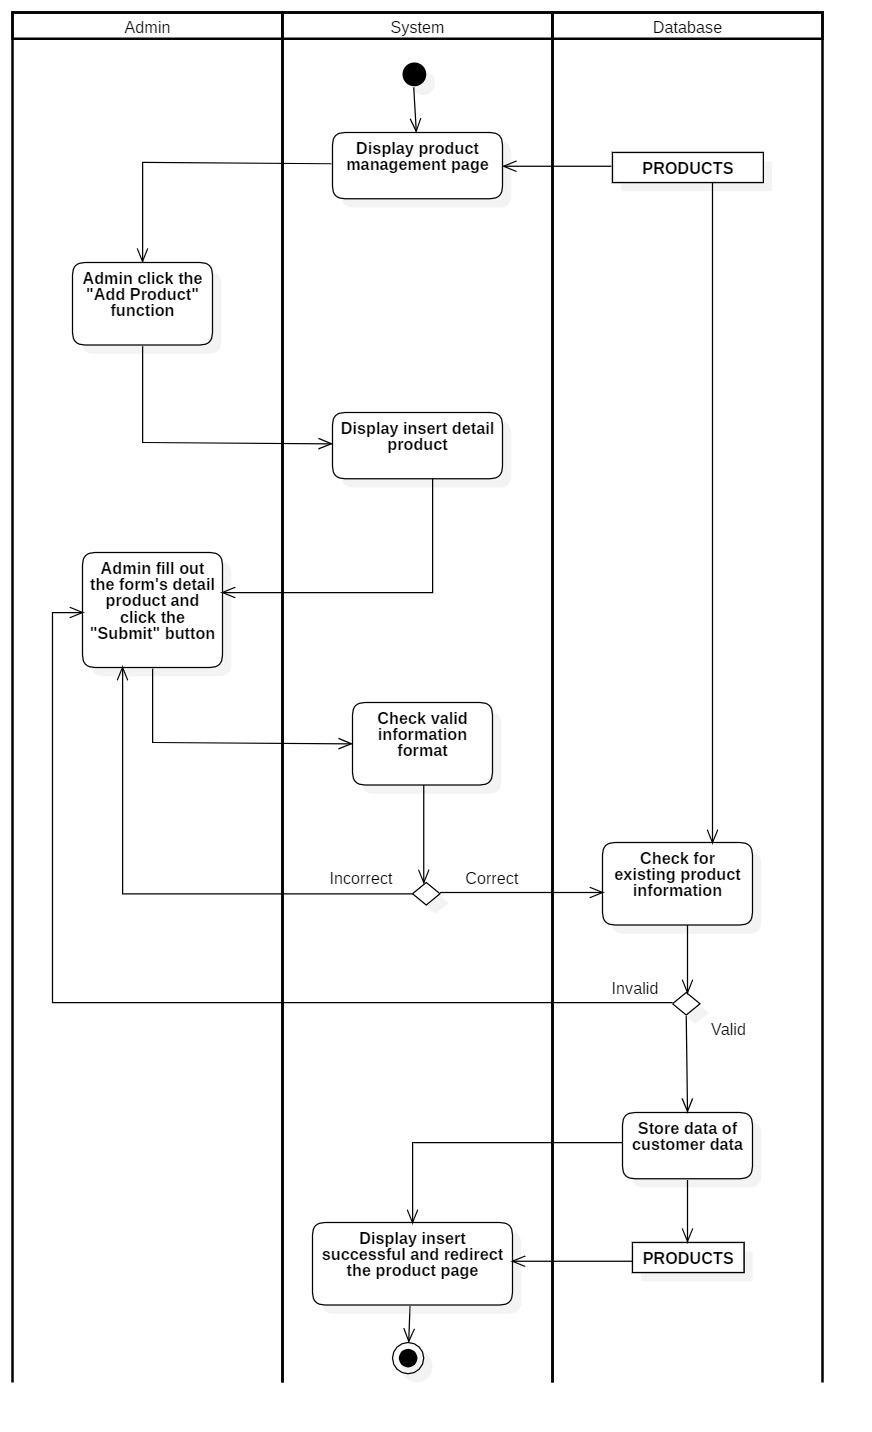 Admin
System
Database
Display product
management page
PRODUCTS
Admin click the
"Add Product"
function
Display insert detail
product
Admin fill out
the form's detail
product and
click the
"Submit" button
Check valid
information
format
Incorrect
Correct
Check for
existing product
information
Invalid
Valid
Store data of
customer data
Display insert
successful and redirect
the product page
PRODUCTS